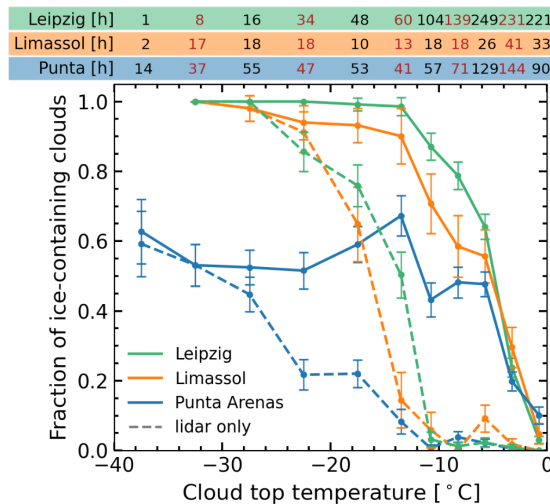 Leipzig [h] 1 8 16 34 48 60 104 139 249 231 221
Limassol [h] 2 17 18 18 10 13 18 18 26 41 33
Punta [h] 14 37 55 47 53 41 57 71 129 144 90
Fraction of ice-containing clouds
1.0
0.8
0.6
0.4
0.2
0.0
Leipzig
Limassol
Punta Arenas
lidar only
−40 −30 −20 −10 0
Cloud top temperature [°C]